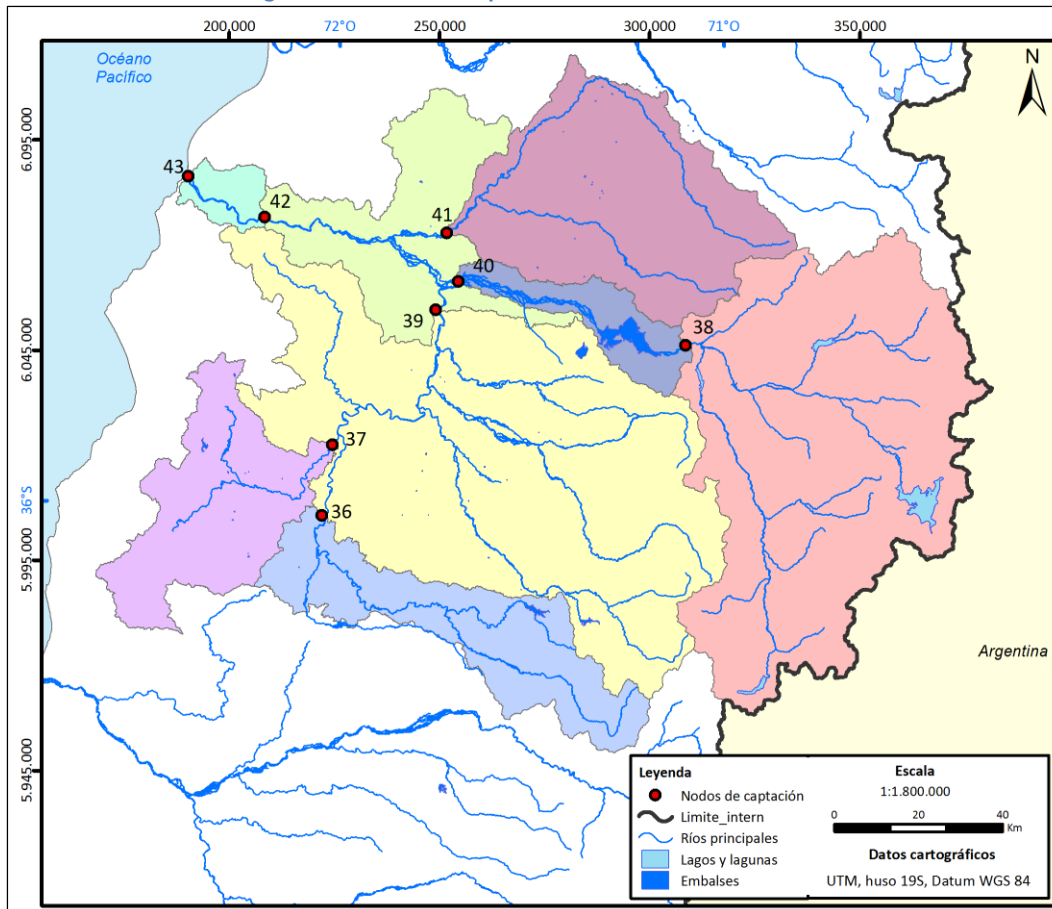 200.000
72°O
250.000
300.000
71°O
350.000
Océano
Pacífico
N
6.095.000
43
42
41
40
39
38
6.045.000
37
36°S
36
5.995.000
Argentina
5.945.000
Leyenda
Nodos de captación
Limite_intern
Ríos principales
Lagos y lagunas
Embalses
Escala
1:1.800.000
0 20 40
Km
Datos cartográficos
UTM, huso 19S, Datum WGS 84